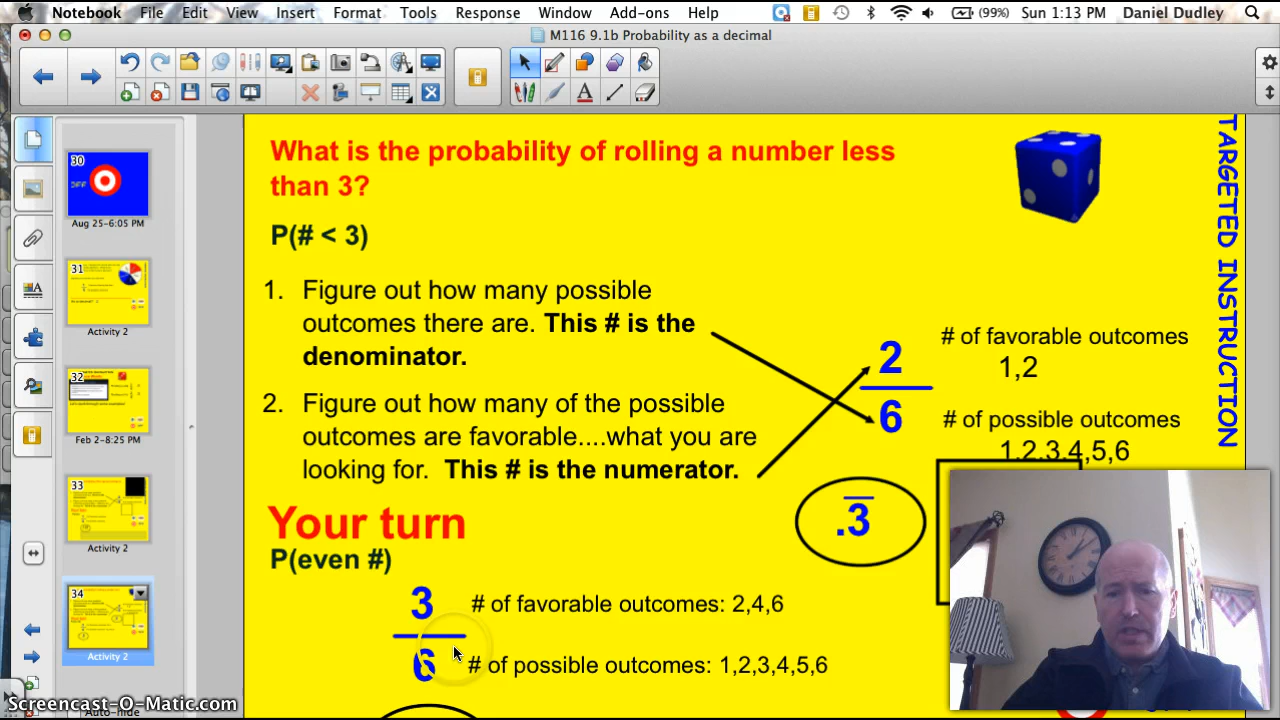 Notebook File Edit View Insert Format Tools Response Window Add-ons Help (99%) Sun 1:13 PM Daniel Dudley
M116 9.1b Probability as a decimal
30
Aug 25-6:05 PM
31
Activity 2
32
Feb 2-8:25 PM
33
Activity 2
34
Activity 2
Auto-hide
What is the probability of rolling a number less
than 3?
P(# < 3)
1. Figure out how many possible
outcomes there are. This # is the
denominator.
2. Figure out how many of the possible
outcomes are favorable....what you are
looking for. This # is the numerator.
2
6
# of favorable outcomes
1,2
# of possible outcomes
1,2,3,4,5,6
.3̅
TARGETED INSTRUCTION
Your turn
P(even #)
3
6
# of favorable outcomes: 2,4,6
# of possible outcomes: 1,2,3,4,5,6
Screencast-O-Matic.com